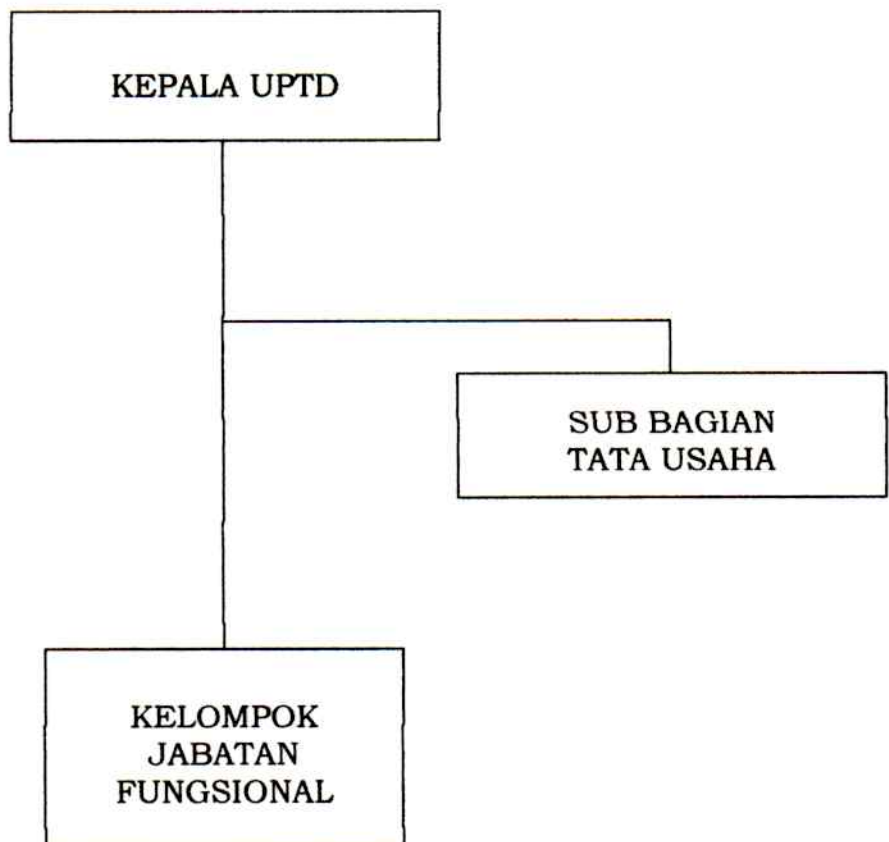 KEPALA UPTD
SUB BAGIAN
TATA USAHA
KELOMPOK
JABATAN
FUNGSIONAL